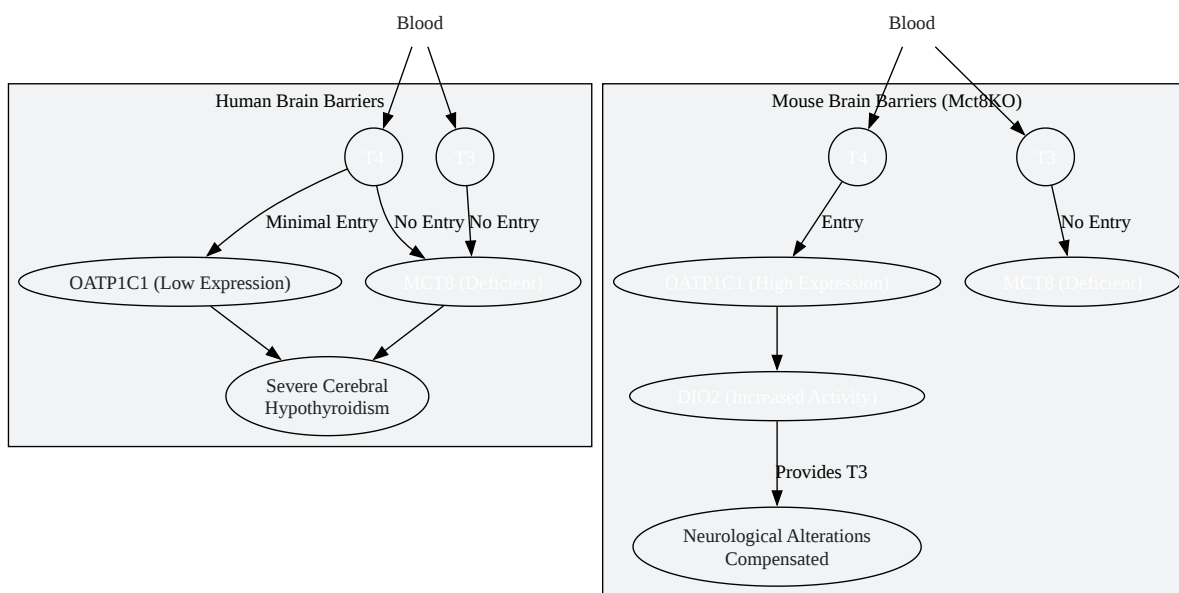 Blood
Human Brain Barriers
T4
T3
Minimal Entry
No Entry
No Entry
OATP1C1 (Low Expression)
MCT8 (Deficient)
Severe Cerebral
Hypothyroidism
Blood
Mouse Brain Barriers (Mct8KO)
T4
T3
Entry
No Entry
OATP1C1 (High Expression)
MCT8 (Deficient)
DIO2 (Increased Activity)
Provides T3
Neurological Alterations
Compensated